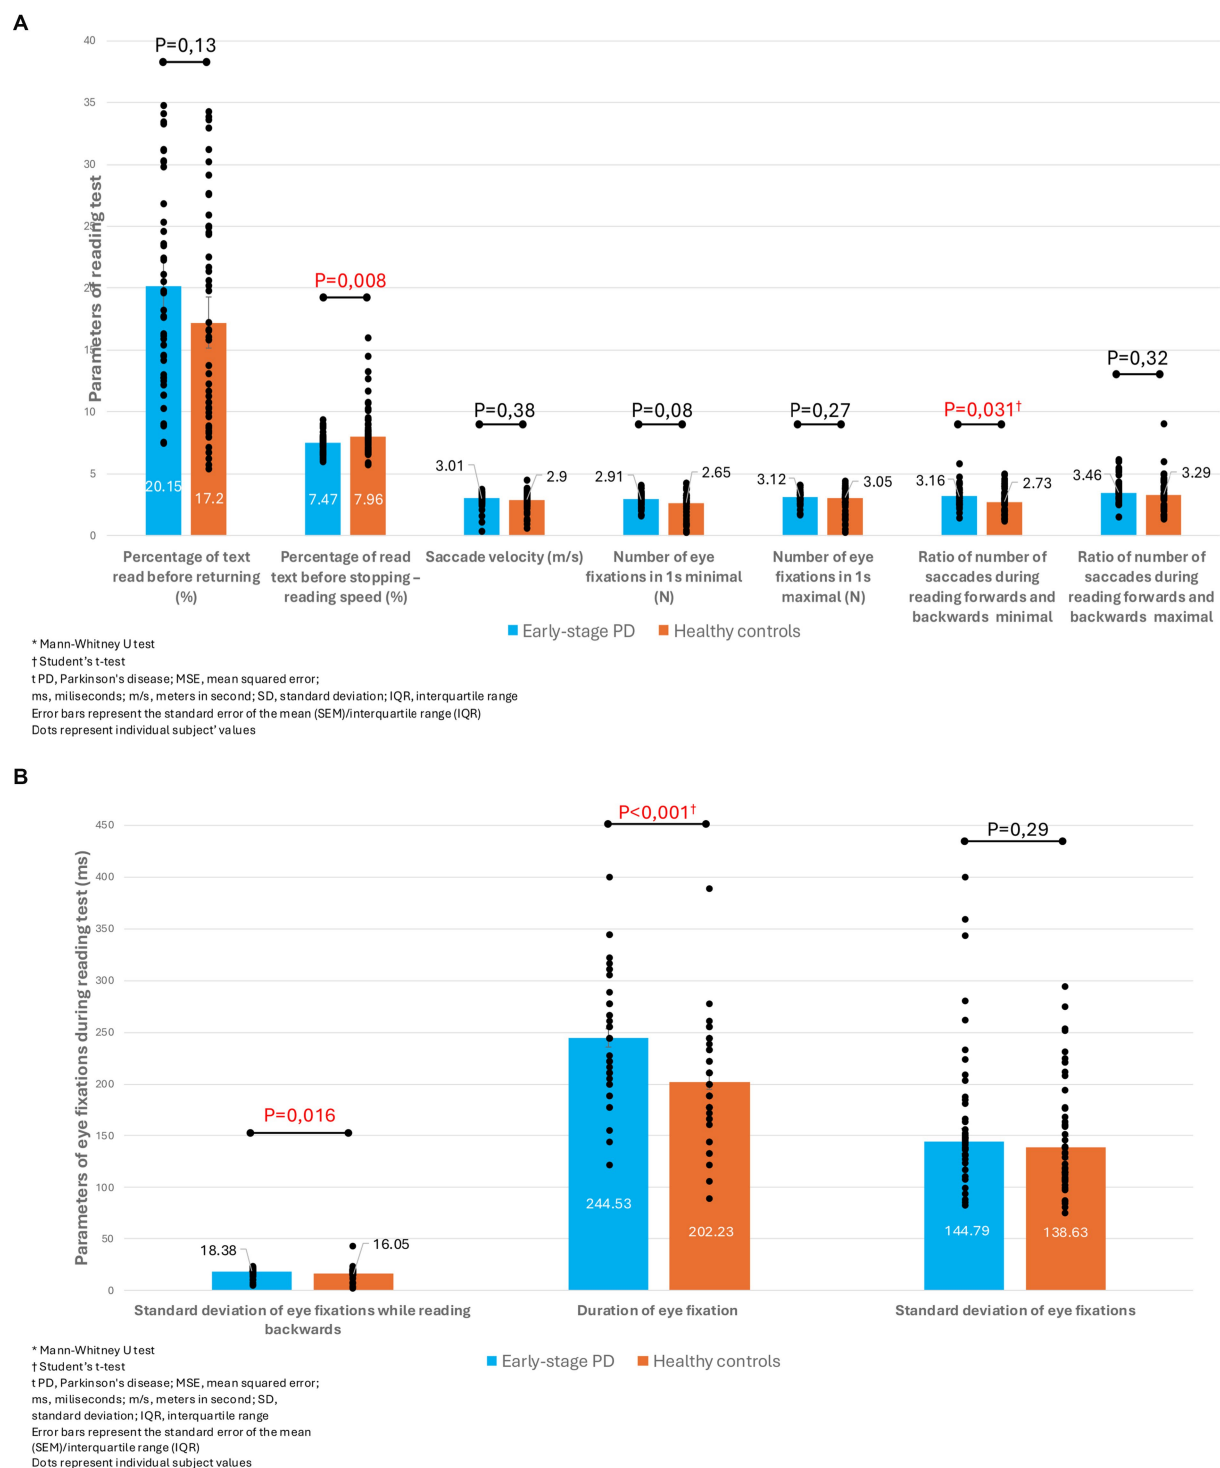 A
P=0,13
40
35
30
25
20
15
10
5
0
Parameters of reading test
P=0,008
P=0,38
P=0,08
P=0,27
P=0,031†
P=0,32
20.15
17.2
7.47
7.96
3.01
2.9
2.91
2.65
3.12
3.05
3.16
2.73
3.46
3.29
Percentage of text
read before returning
(%)
Percentage of read
text before stopping –
reading speed (%)
Saccade velocity (m/s)
Number of eye
fixations in 1s minimal
(N)
Number of eye
fixations in 1s
maximal (N)
Ratio of number of
saccades during
reading forwards and
backwards minimal
Ratio of number of
saccades during
reading forwards and
backwards maximal
Early-stage PD
Healthy controls
* Mann-Whitney U test
† Student's t-test
t PD, Parkinson's disease; MSE, mean squared error;
ms, miliseconds; m/s, meters in second; SD, standard deviation; IQR, interquartile range
Error bars represent the standard error of the mean (SEM)/interquartile range (IQR)
Dots represent individual subject' values
B
P<0,001†
P=0,29
P=0,016
450
400
350
300
250
200
150
100
50
0
Parameters of eye fixations during reading test (ms)
18.38
16.05
244.53
202.23
144.79
138.63
Standard deviation of eye fixations while reading
backwards
Duration of eye fixation
Standard deviation of eye fixations
Early-stage PD
Healthy controls
* Mann-Whitney U test
† Student's t-test
t PD, Parkinson's disease; MSE, mean squared error;
ms, miliseconds; m/s, meters in second; SD,
standard deviation; IQR, interquartile range
Error bars represent the standard error of the mean
(SEM)/interquartile range (IQR)
Dots represent individual subject values